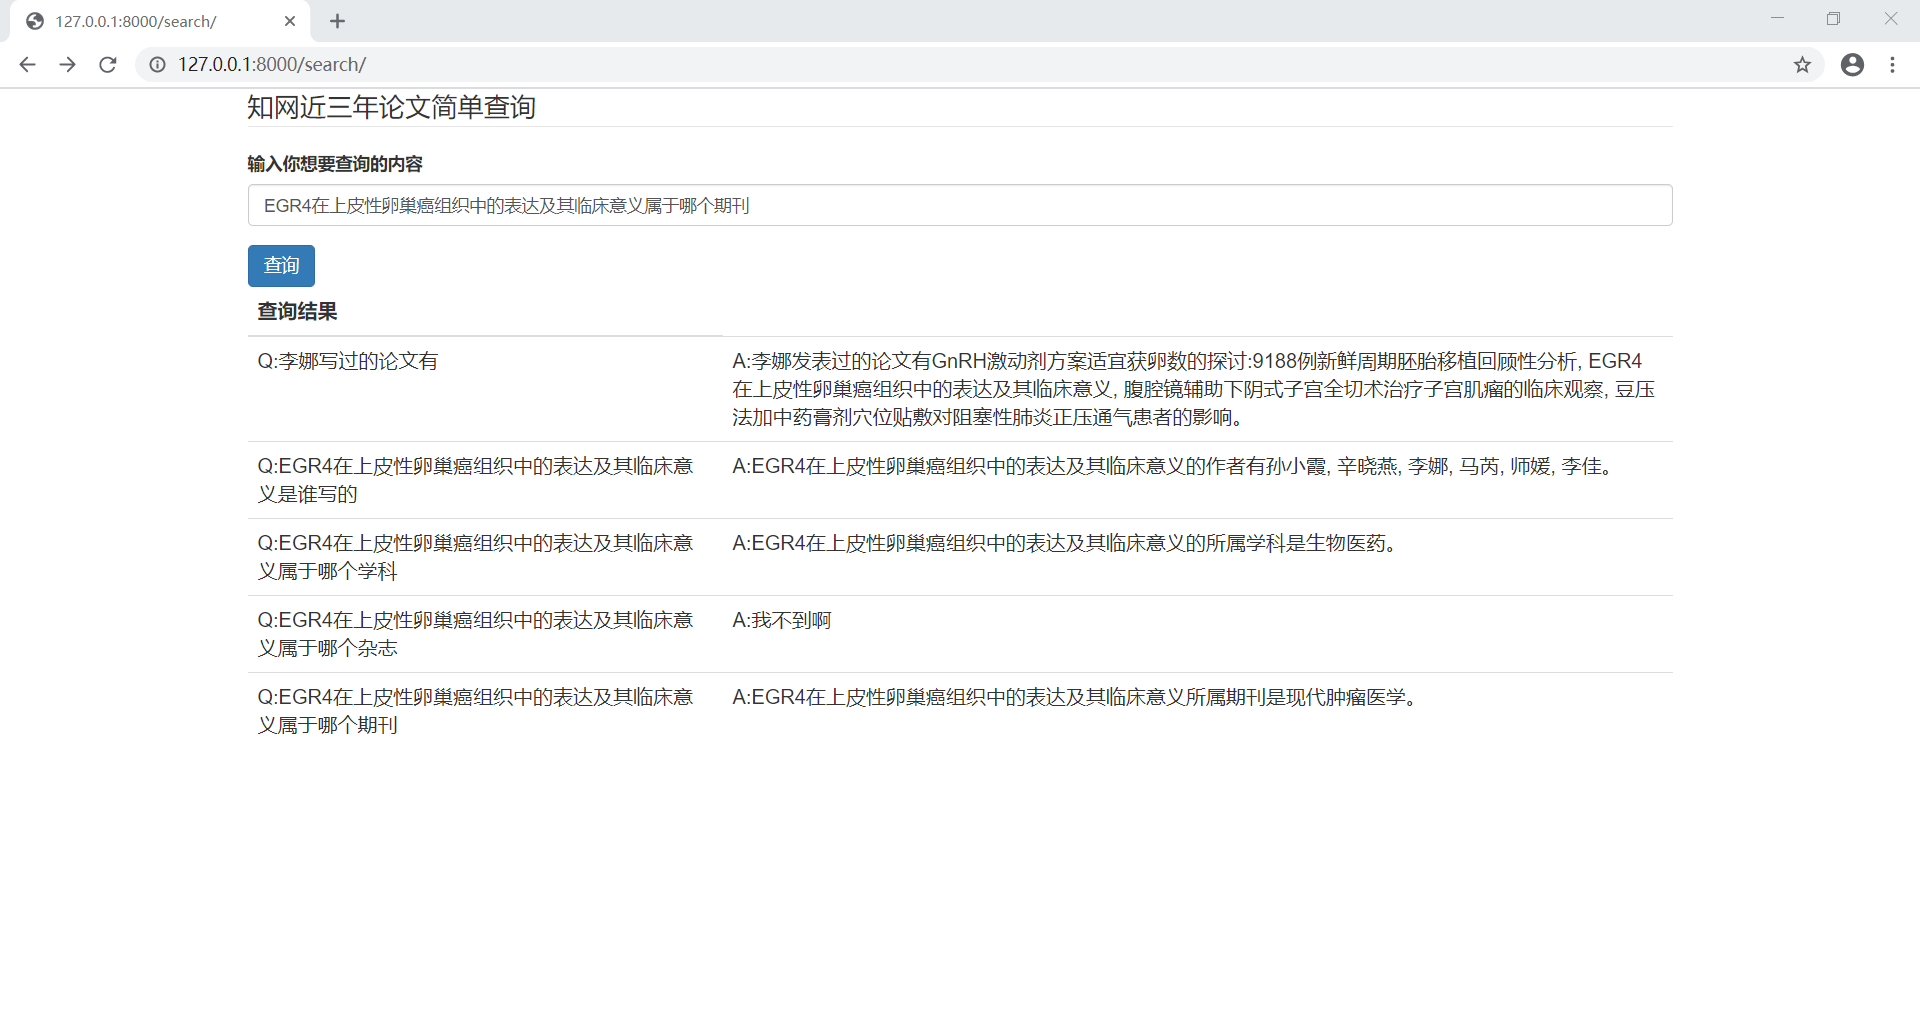 127.0.0.1:8000/search/
127.0.0.1:8000/search/
知网近三年论文简单查询
输入你想要查询的内容
EGR4在上皮性卵巢癌组织中的表达及其临床意义属于哪个期刊
查询
查询结果
Q:李娜写过的论文有
A:李娜发表过的论文有GnRH激动剂方案适宜获卵数的探讨:9188例新鲜周期胚胎移植回顾性分析, EGR4
在上皮性卵巢癌组织中的表达及其临床意义, 腹腔镜辅助下阴式子宫全切术治疗子宫肌瘤的临床观察, 豆压
法加中药膏剂穴位贴敷对阻塞性肺炎正压通气患者的影响。
Q:EGR4在上皮性卵巢癌组织中的表达及其临床意
义是谁写的
A:EGR4在上皮性卵巢癌组织中的表达及其临床意义的作者有孙小霞, 辛晓燕, 李娜, 马芮, 师媛, 李佳。
Q:EGR4在上皮性卵巢癌组织中的表达及其临床意
义属于哪个学科
A:EGR4在上皮性卵巢癌组织中的表达及其临床意义的所属学科是生物医药。
Q:EGR4在上皮性卵巢癌组织中的表达及其临床意
义属于哪个杂志
A:我不到啊
Q:EGR4在上皮性卵巢癌组织中的表达及其临床意
义属于哪个期刊
A:EGR4在上皮性卵巢癌组织中的表达及其临床意义所属期刊是现代肿瘤医学。